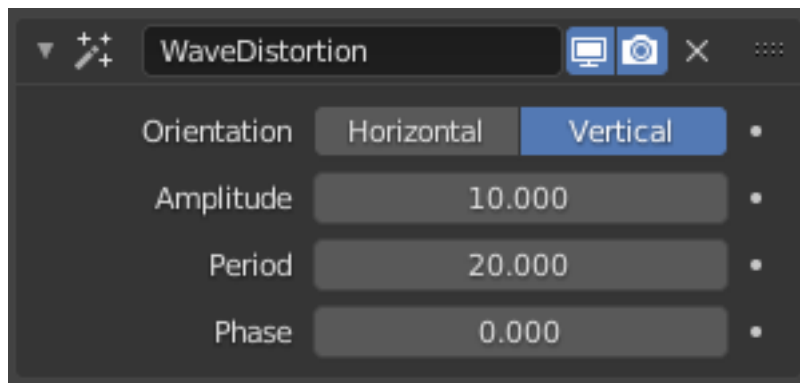 WaveDistortion
Orientation Horizontal Vertical
Amplitude 10.000
Period 20.000
Phase 0.000